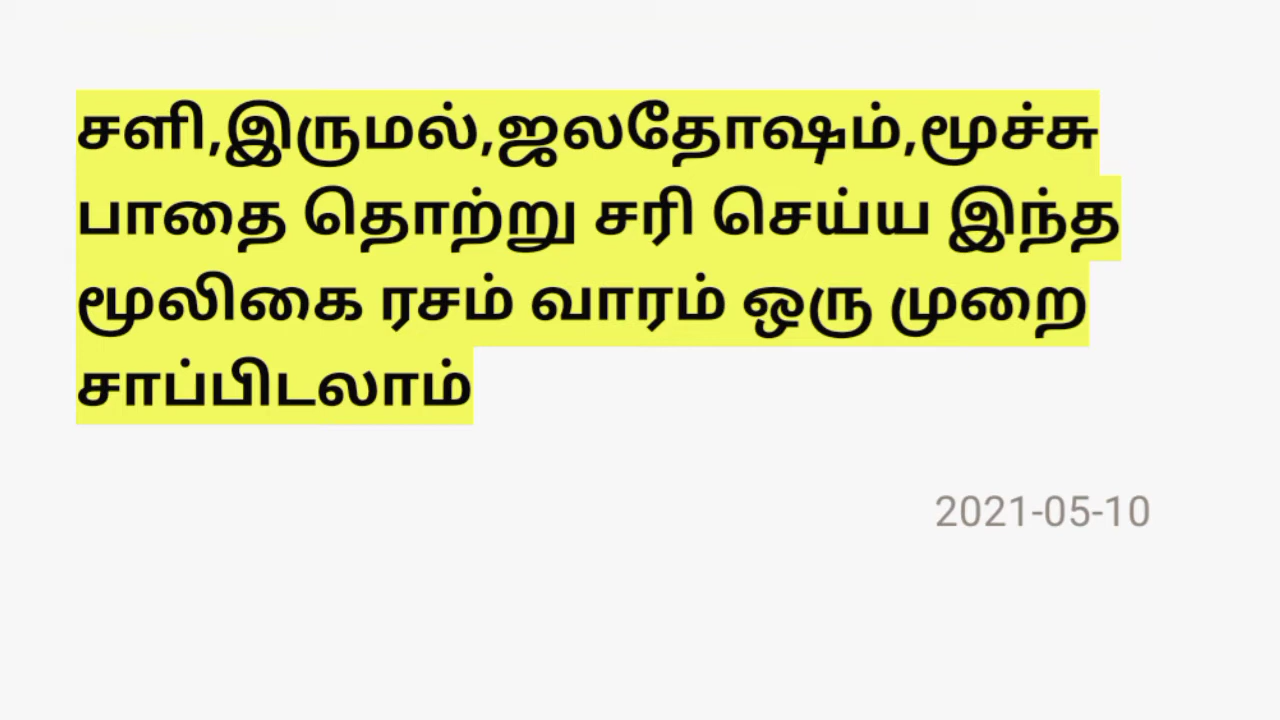 சளி,இருமல்,ஜலதோஷம்,மூச்சு
பாதை தொற்று சரி செய்ய இந்த
மூலிகை ரசம் வாரம் ஒரு முறை
சாப்பிடலாம்
2021-05-10